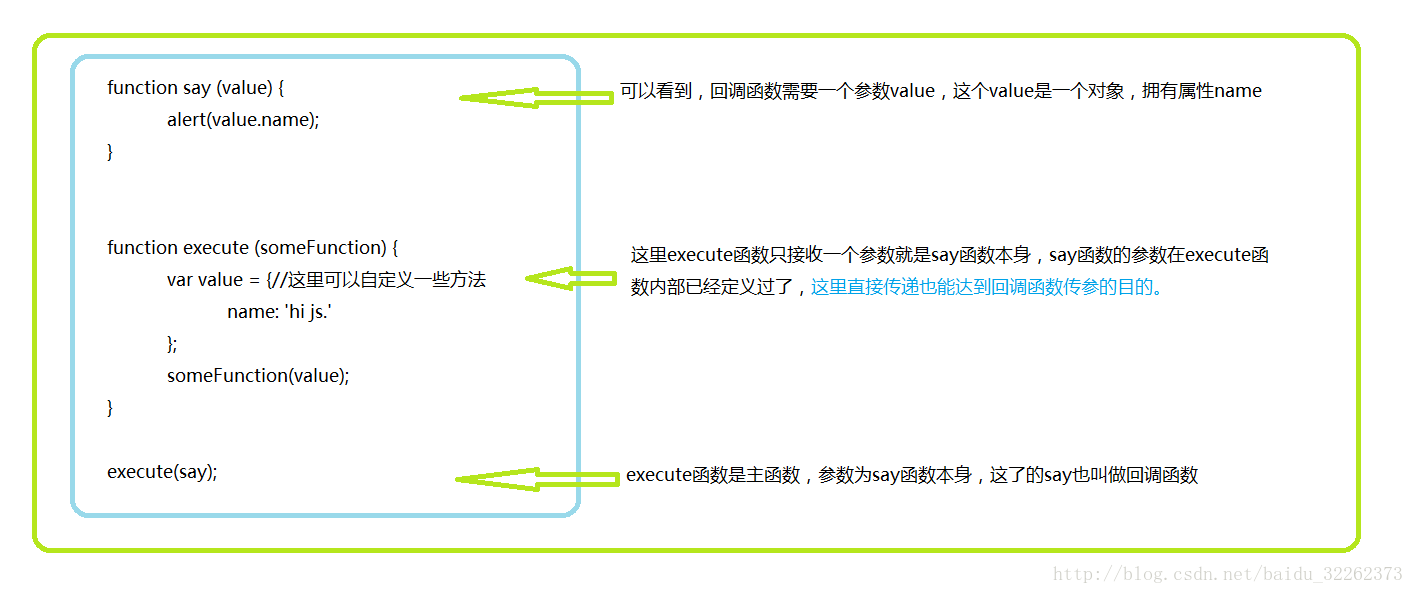 function say (value) {
alert(value.name);
}
可以看到，回调函数需要一个参数value，这个value是一个对象，拥有属性name
function execute (someFunction) {
var value = {//这里可以自定义一些方法
name: 'hi js.'
};
someFunction(value);
}
这里execute函数只接收一个参数就是say函数本身，say函数的参数在execute函
数内部已经定义过了，这里直接传递也能达到回调函数传参的目的。
execute(say);
execute函数是主函数，参数为say函数本身，这了的say也叫做回调函数
http://blog.csdn.net/baidu_32262373